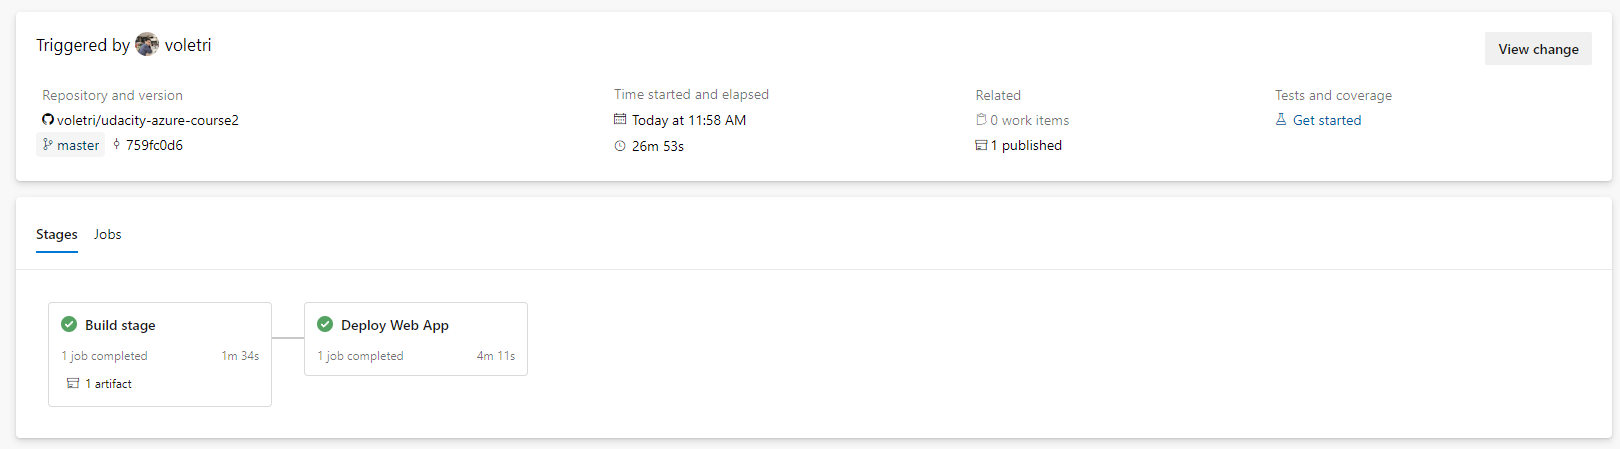 Triggered by voletri
View change
Repository and version
voletri/udacity-azure-course2
master 759fc0d6
Time started and elapsed
Today at 11:58 AM
26m 53s
Related
0 work items
1 published
Tests and coverage
Get started
Stages Jobs
Build stage
1 job completed 1m 34s
1 artifact
Deploy Web App
1 job completed 4m 11s